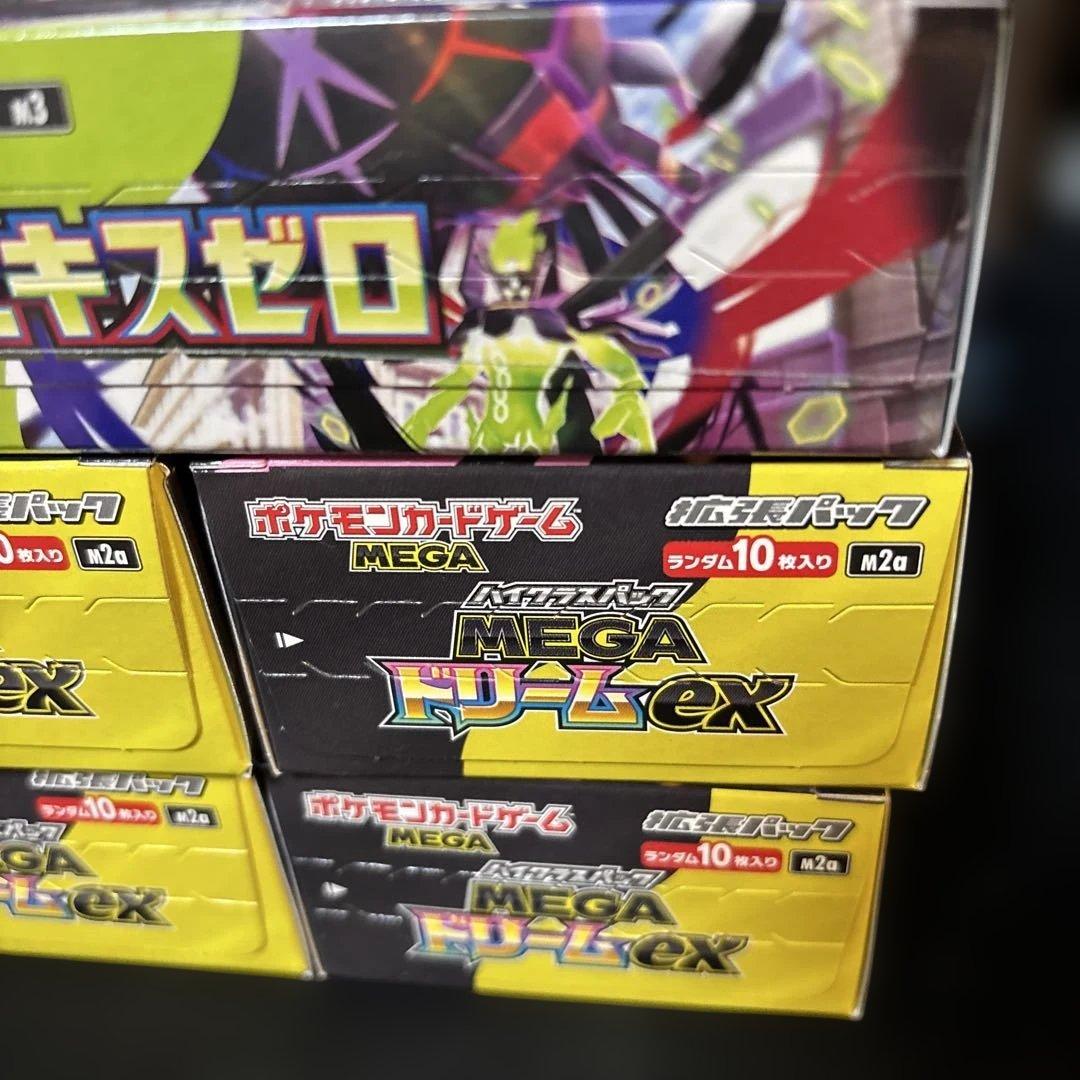 M3
キスゼロ
張パック
0枚入り M2a
ex
ポケモンカードゲーム
MEGA
拡張パック
ランダム10枚入り M2a
ハイクラスパック
MEGA
ドリームex
拡張パック
ランダム10枚入り M2a
GA
ームex
ポケモンカードゲーム
MEGA
拡張パック
ランダム10枚入り M2a
ハイクラスパック
MEGA
ドリームex